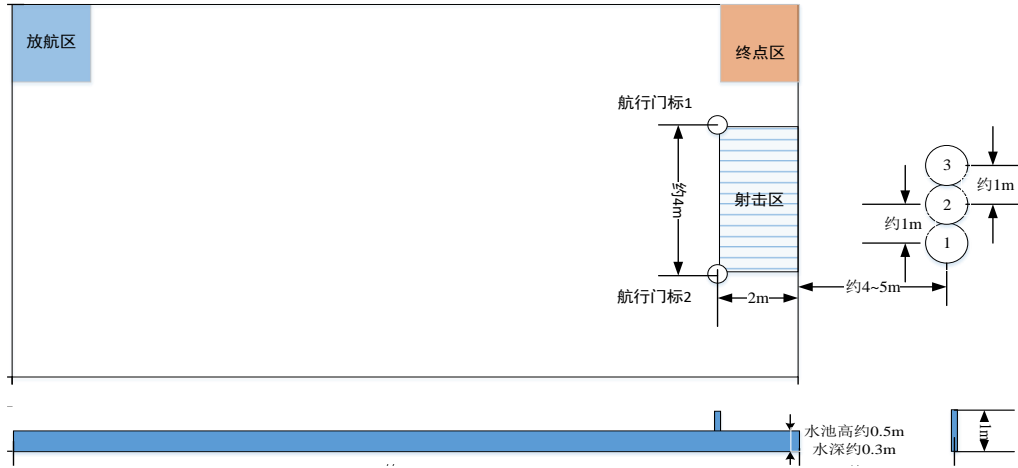 放航区
终点区
航行门标1
约4m
射击区
航行门标2
2m
约4~5m
3
2
1
约1m
约1m
水池高约0.5m
水深约0.3m
1m